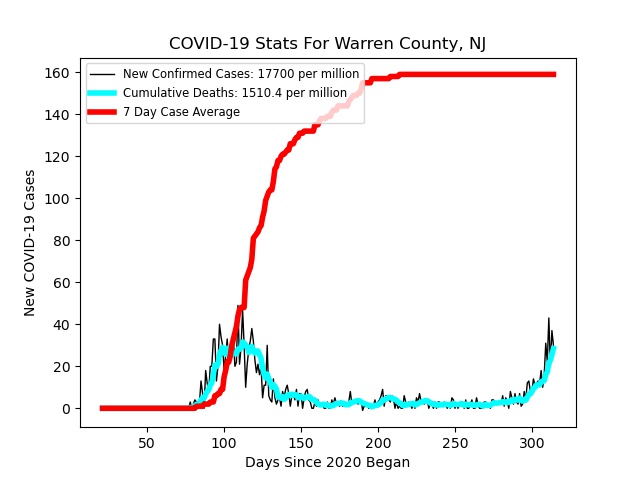 COVID-19 Stats For Warren County, NJ
New Confirmed Cases: 17700 per million
Cumulative Deaths: 1510.4 per million
7 Day Case Average
New COVID-19 Cases
160
140
120
100
80
60
40
20
0
50
100
150
200
250
300
Days Since 2020 Began